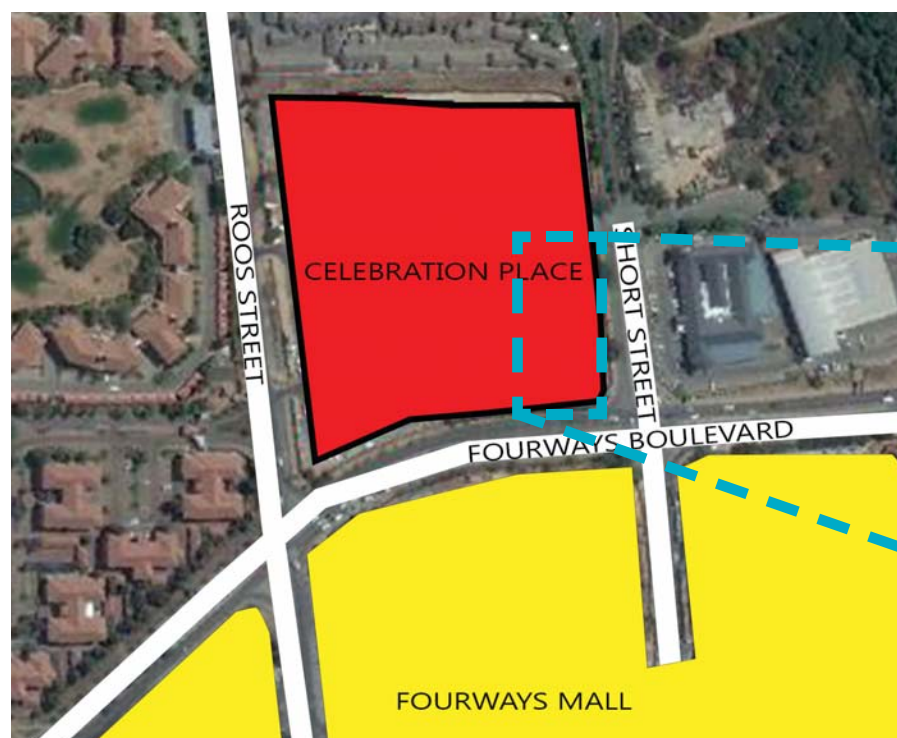 ROOS STREET
CELEBRATION PLACE
SHORT STREET
FOURWAYS BOULEVARD
FOURWAYS MALL